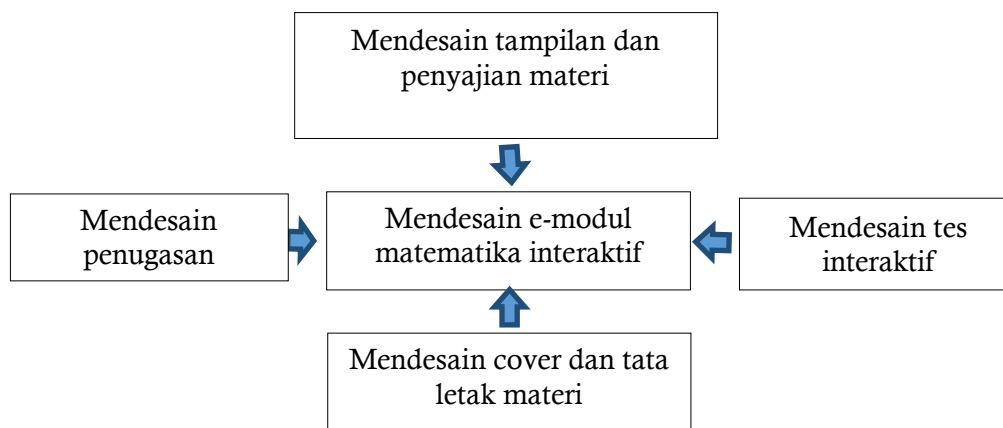 Mendesain tampilan dan
penyajian materi
Mendesain
penugasan
Mendesain e-modul
matematika interaktif
Mendesain tes
interaktif
Mendesain cover dan tata
letak materi